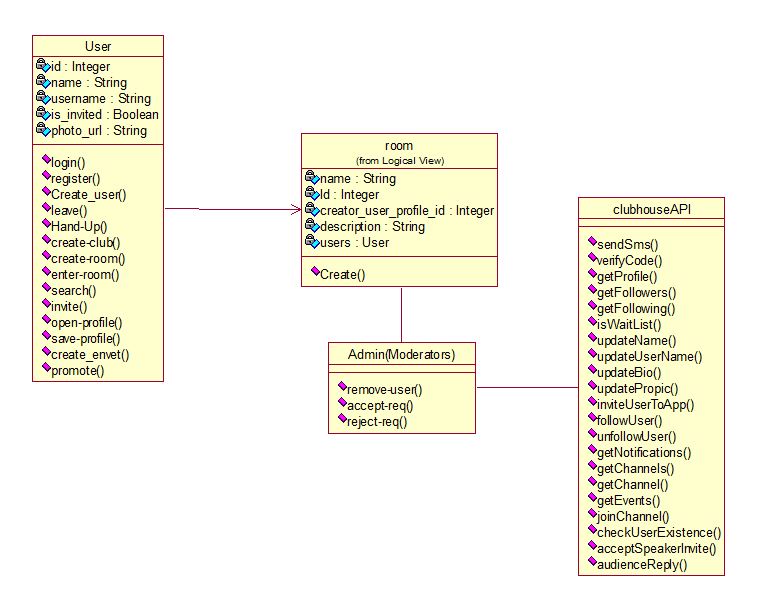 User
id : Integer
name : String
username : String
is_invited : Boolean
photo_url : String
login()
register()
Create_user()
leave()
Hand-Up()
create-club()
create-room()
enter-room()
search()
invite()
open-profile()
save-profile()
create_envet()
promote()
room
(from Logical View)
name : String
Id : Integer
creator_user_profile_id : Integer
description : String
users : User
Create()
Admin(Moderators)
remove-user()
accept-req()
reject-req()
clubhouseAPI
sendSms()
verifyCode()
getProfile()
getFollowers()
getFollowing()
isWaitList()
updateName()
updateUserName()
updateBio()
updatePropic()
inviteUserToApp()
followUser()
unfollowUser()
getNotifications()
getChannels()
getChannel()
getEvents()
joinChannel()
checkUserExistence()
acceptSpeakerInvite()
audienceReply()